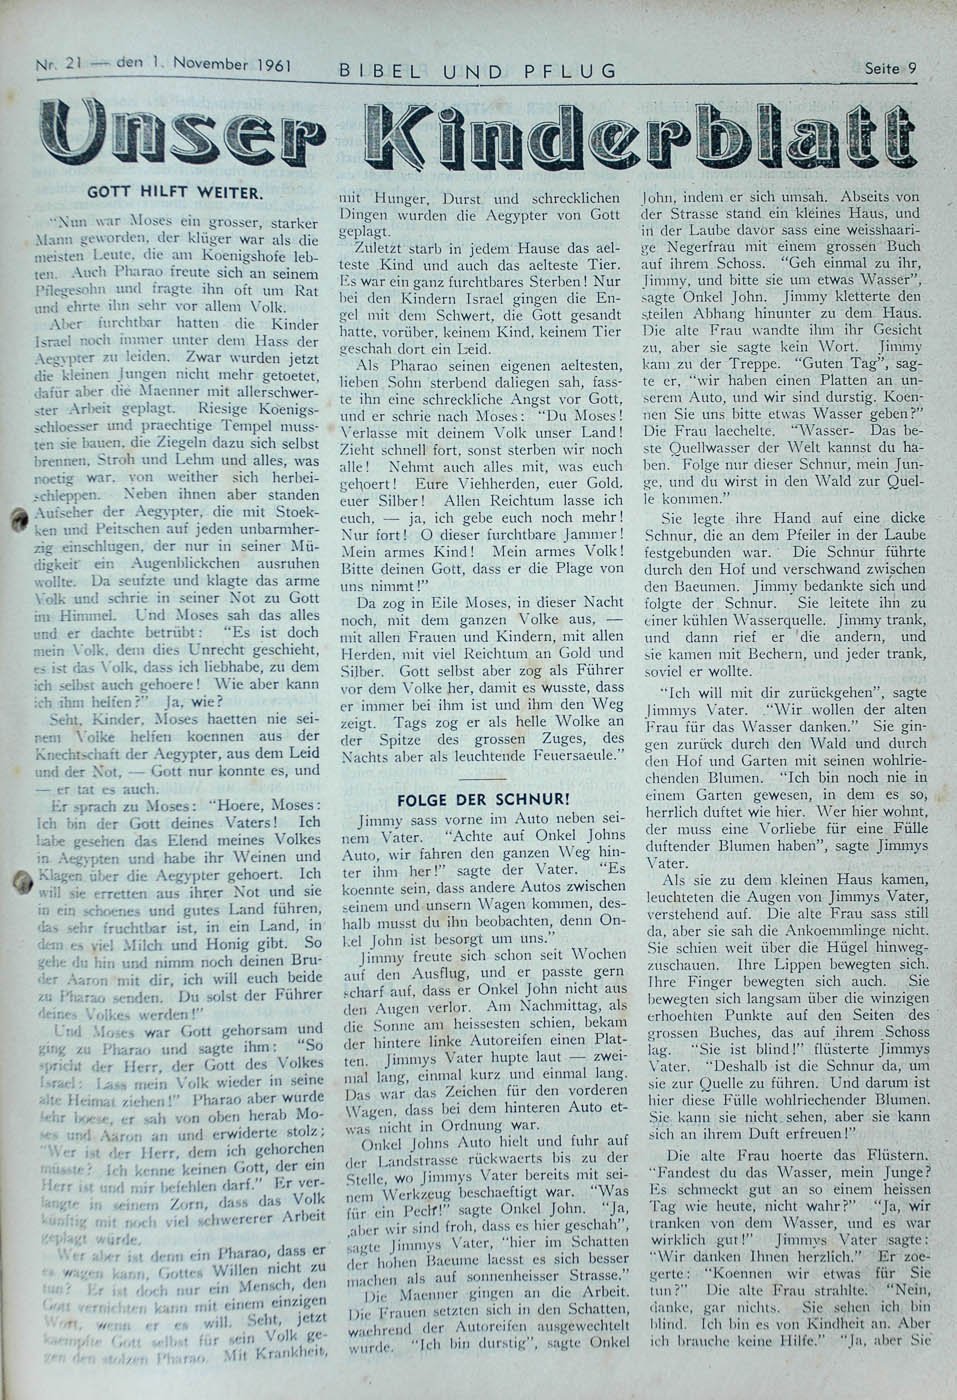 Nr. 21 — den 1. November 1961
BIBEL UND PFLUG
Seite 9
Unser Kinderblatt
GOTT HILFT WEITER.
"Nun war Moses ein grosser, starker
Mann geworden, der klüger war als die
meisten Leute, die am Koenigshofe leb-
ten. Auch Pharao freute sich an seinem
Pflegesohn und fragte ihn oft um Rat
und ehrte ihn sehr vor allem Volk.
Aber furchtbar hatten die Kinder
Israel noch immer unter dem Hass der
Aegypter zu leiden. Zwar wurden jetzt
die kleinen Jungen nicht mehr getoetet,
dafür aber die Maenner mit allerschwer-
ster Arbeit geplagt. Riesige Koenigs-
schloesser und praechtige Tempel muss-
ten sie bauen, die Ziegeln dazu sich selbst
brennen, Stroh und Lehm und alles, was
noetig war, von weither sich herbei-
schleppen. Neben ihnen aber standen
Aufseher der Aegypter, die mit Stoek-
ken und Peitschen auf jeden unbarmher-
zig einschlugen, der nur in seiner Mü-
digkeit ein Augenblickchen ausruhen
wollte. Da seufzte und klagte das arme
Volk und schrie in seiner Not zu Gott
im Himmel. Und Moses sah das alles
und er dachte betrübt: "Es ist doch
mein Volk, dem dies Unrecht geschieht,
es ist das Volk, dass ich liebhabe, zu dem
ich selbst auch gehoere! Wie aber kann
ich ihm helfen?" Ja, wie?
Seht, Kinder, Moses haetten nie sei-
nem Volke helfen koennen aus der
Knechtschaft der Aegypter, aus dem Leid
und der Not, — Gott nur konnte es, und
— er tat es auch.
Er sprach zu Moses: "Hoere, Moses:
Ich bin der Gott deines Vaters! Ich
habe gesehen das Elend meines Volkes
in Aegypten und habe ihr Weinen und
Klagen über die Aegypter gehoert. Ich
will sie erretten aus ihrer Not und sie
in ein schoenes und gutes Land führen,
das sehr fruchtbar ist, in ein Land, in
dem es viel Milch und Honig gibt. So
gehe du hin und nimm noch deinen Bru-
der Aaron mit dir, ich will euch beide
zu Pharao senden. Du solst der Führer
deines Volkes werden!"
Und Moses war Gott gehorsam und
ging zu Pharao und sagte ihm: "So
spricht der Herr, der Gott des Volkes
Israel: Lass mein Volk wieder in seine
alte Heimat ziehen!" Pharao aber wurde
sehr boese, er sah von oben herab Mo-
ses und Aaron an und erwiderte stolz;
"Wer ist der Herr, dem ich gehorchen
müsste? Ich kenne keinen Gott, der ein
Herr ist und mir befehlen darf." Er ver-
langte in seinem Zorn, dass das Volk
künftig mit noch viel schwererer Arbeit
geplagt würde.
Wer aber ist denn ein Pharao, dass er
es wagen kann, Gottes Willen nicht zu
tun? Er ist doch nur ein Mensch, den
Gott vernichten kann mit einem einzigen
Wort, wenn er es will. Seht, jetzt
kaempfte Gott selbst für sein Volk ge-
gen den stolzen Pharao. Mit Krankheit,
mit Hunger, Durst und schrecklichen
Dingen wurden die Aegypter von Gott
geplagt.
Zuletzt starb in jedem Hause das ael-
teste Kind und auch das aelteste Tier.
Es war ein ganz furchtbares Sterben! Nur
bei den Kindern Israel gingen die En-
gel mit dem Schwert, die Gott gesandt
hatte, vorüber, keinem Kind, keinem Tier
geschah dort ein Leid.
Als Pharao seinen eigenen aeltesten,
lieben Sohn sterbend daliegen sah, fass-
te ihn eine schreckliche Angst vor Gott,
und er schrie nach Moses: "Du Moses!
Verlasse mit deinem Volk unser Land!
Zieht schnell fort, sonst sterben wir noch
alle! Nehmt auch alles mit, was euch
gehoert! Eure Viehherden, euer Gold,
euer Silber! Allen Reichtum lasse ich
euch, — ja, ich gebe euch noch mehr!
Nur fort! O dieser furchtbare Jammer!
Mein armes Kind! Mein armes Volk!
Bitte deinen Gott, dass er die Plage von
uns nimmt!"
Da zog in Eile Moses, in dieser Nacht
noch, mit dem ganzen Volke aus, —
mit allen Frauen und Kindern, mit allen
Herden, mit viel Reichtum an Gold und
Silber. Gott selbst aber zog als Führer
vor dem Volke her, damit es wusste, dass
er immer bei ihm ist und ihm den Weg
zeigt. Tags zog er als helle Wolke an
der Spitze des grossen Zuges, des
Nachts aber als leuchtende Feuersaeule."
FOLGE DER SCHNUR!
Jimmy sass vorne im Auto neben sei-
nem Vater. "Achte auf Onkel Johns
Auto, wir fahren den ganzen Weg hin-
ter ihm her!" sagte der Vater. "Es
koennte sein, dass andere Autos zwischen
seinem und unsern Wagen kommen, des-
halb musst du ihn beobachten, denn On-
kel John ist besorgt um uns."
Jimmy freute sich schon seit Wochen
auf den Ausflug, und er passte gern
scharf auf, dass er Onkel John nicht aus
den Augen verlor. Am Nachmittag, als
die Sonne am heissesten schien, bekam
der hintere linke Autoreifen einen Plat-
ten. Jimmys Vater hupte laut — zwei-
mal lang, einmal kurz und einmal lang.
Das war das Zeichen für den vorderen
Wagen, dass bei dem hinteren Auto et-
was nicht in Ordnung war.
Onkel Johns Auto hielt und fuhr auf
der Landstrasse rückwaerts bis zu der
Stelle, wo Jimmys Vater bereits mit sei-
nem Werkzeug beschaeftigt war. "Was
für ein Pech!" sagte Onkel John. "Ja,
aber wir sind froh, dass es hier geschah",
sagte Jimmys Vater, "hier im Schatten
der hohen Baeume laesst es sich besser
machen als auf sonnenheisser Strasse."
Die Maenner gingen an die Arbeit.
Die Frauen setzten sich in den Schatten,
waehrend der Autoreifen ausgewechtelt
wurde. "Ich bin durstig", sagte Onkel
John, indem er sich umsah. Abseits von
der Strasse stand ein kleines Haus, und
in der Laube davor sass eine weisshaari-
ge Negerfrau mit einem grossen Buch
auf ihrem Schoss. "Geh einmal zu ihr,
Jimmy, und bitte sie um etwas Wasser",
sagte Onkel John. Jimmy kletterte den
steilen Abhang hinunter zu dem Haus.
Die alte Frau wandte ihm ihr Gesicht
zu, aber sie sagte kein Wort. Jimmy
kam zu der Treppe. "Guten Tag", sag-
te er, "wir haben einen Platten an un-
serem Auto, und wir sind durstig. Koen-
nen Sie uns bitte etwas Wasser geben?"
Die Frau laechelte. "Wasser- Das be-
ste Quellwasser der Welt kannst du ha-
ben. Folge nur dieser Schnur, mein Jun-
ge, und du wirst in den Wald zur Quel-
le kommen."
Sie legte ihre Hand auf eine dicke
Schnur, die an dem Pfeiler in der Laube
festgebunden war. Die Schnur führte
durch den Hof und verschwand zwischen
den Baeumen. Jimmy bedankte sich und
folgte der Schnur. Sie leitete ihn zu
einer kühlen Wasserquelle. Jimmy trank,
und dann rief er die andern, und
sie kamen mit Bechern, und jeder trank,
soviel er wollte.
"Ich will mit dir zurückgehen", sagte
Jimmys Vater. "Wir wollen der alten
Frau für das Wasser danken." Sie gin-
gen zurück durch den Wald und durch
den Hof und Garten mit seinen wohlrie-
chenden Blumen. "Ich bin noch nie in
einem Garten gewesen, in dem es so,
herrlich duftet wie hier. Wer hier wohnt,
der muss eine Vorliebe für eine Fülle
duftender Blumen haben", sagte Jimmys
Vater.
Als sie zu dem kleinen Haus kamen,
leuchteten die Augen von Jimmys Vater,
verstehend auf. Die alte Frau sass still
da, aber sie sah die Ankoemmlinge nicht.
Sie schien weit über die Hügel hinweg-
zuschauen. Ihre Lippen bewegten sich.
Ihre Finger bewegten sich auch. Sie
bewegten sich langsam über die winzigen
erhoehten Punkte auf den Seiten des
grossen Buches, das auf ihrem Schoss
lag. "Sie ist blind!" flüsterte Jimmys
Vater. "Deshalb ist die Schnur da, um
sie zur Quelle zu führen. Und darum ist
hier diese Fülle wohlriechender Blumen.
Sie kann sie nicht sehen, aber sie kann
sich an ihrem Duft erfreuen!"
Die alte Frau hoerte das Flüstern.
"Fandest du das Wasser, mein Junge?
Es schmeckt gut an so einem heissen
Tag wie heute, nicht wahr?" "Ja, wir
tranken von dem Wasser, und es war
wirklich gut!" Jimmys Vater sagte:
"Wir danken Ihnen herzlich." Er zoe-
gerte: "Koennen wir etwas für Sie
tun?" Die alte Frau strahlte. "Nein,
danke, gar nichts. Sie sehen ich bin
blind. Ich bin es von Kindheit an. Aber
ich brauche keine Hilfe." "Ja, aber Sie